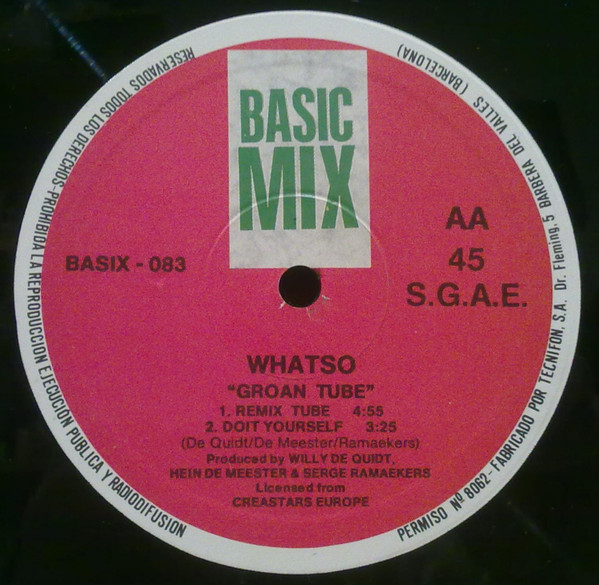 BASIC
MIX
BASIX - 083
AA
45
S.G.A.E.
WHATSO
"GROAN TUBE"
1. REMIX TUBE 4:55
2. DOIT YOURSELF 3:25
(De Quidt/De Meester/Ramaekers)
Produced by WILLY DE QUIDT,
HEIN DE MEESTER & SERGE RAMAEKERS
Licensed from
CREASTARS EUROPE
RESERVADOS TODOS LOS DERECHOS-PROHIBIDA LA REPRODUCCION EJECUCION PUBLICA Y RADIODIFUSION
PERMISO Nº 8062-FABRICADO POR TECNIFON, S.A. Dr. Fleming, 5 BARBERA DEL VALLES (BARCELONA)